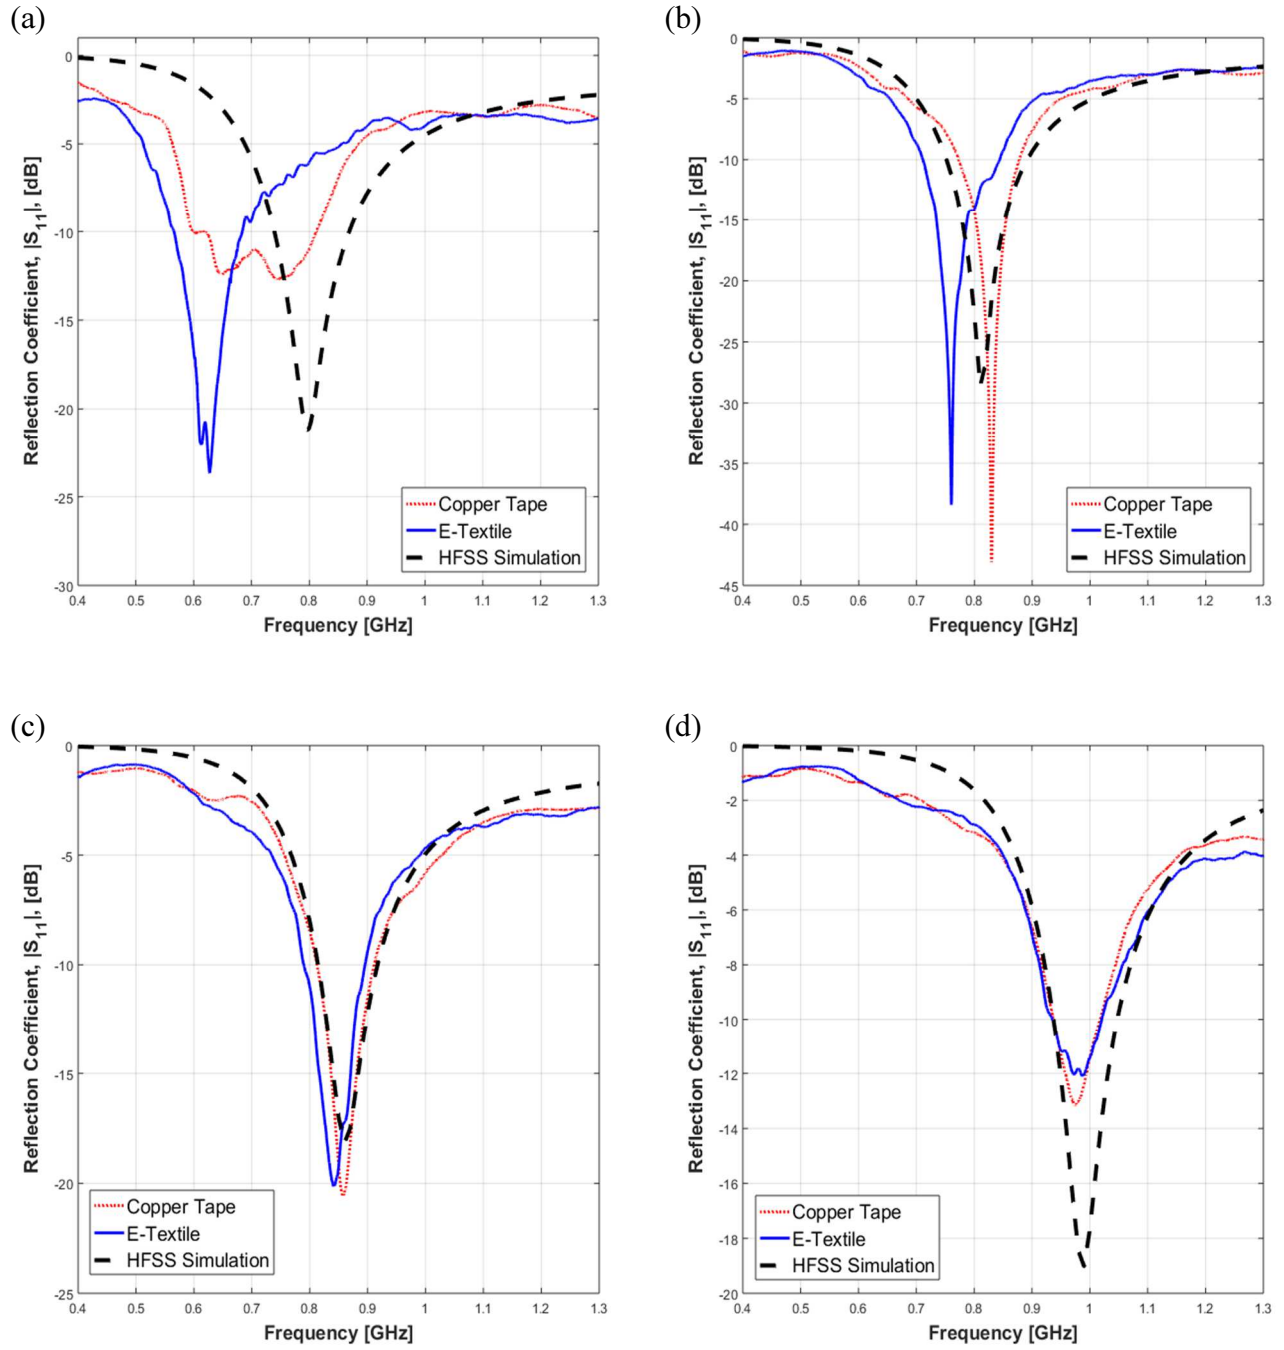 (a)
0
-5
-10
-15
-20
-25
-30
0.4 0.5 0.6 0.7 0.8 0.9 1 1.1 1.2 1.3
Reflection Coefficient, |S11|, [dB]
Frequency [GHz]
Copper Tape
E-Textile
HFSS Simulation
(b)
0
-5
-10
-15
-20
-25
-30
-35
-40
-45
0.4 0.5 0.6 0.7 0.8 0.9 1 1.1 1.2 1.3
Reflection Coefficient, |S11|, [dB]
Frequency [GHz]
Copper Tape
E-Textile
HFSS Simulation
(c)
0
-5
-10
-15
-20
-25
0.4 0.5 0.6 0.7 0.8 0.9 1 1.1 1.2 1.3
Reflection Coefficient, |S11|, [dB]
Frequency [GHz]
Copper Tape
E-Textile
HFSS Simulation
(d)
0
-2
-4
-6
-8
-10
-12
-14
-16
-18
-20
0.4 0.5 0.6 0.7 0.8 0.9 1 1.1 1.2 1.3
Reflection Coefficient, |S11|, [dB]
Frequency [GHz]
Copper Tape
E-Textile
HFSS Simulation